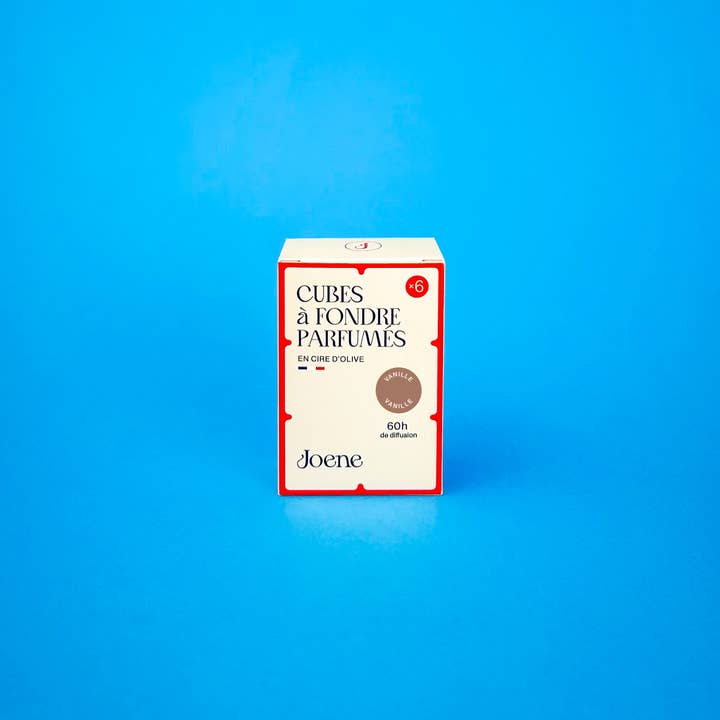 J
CUBES
à FONDRE
PARFUMÉS
×6
EN CIRE D'OLIVE
VANILLE
VANILLE
60h
de diffusion
Joene